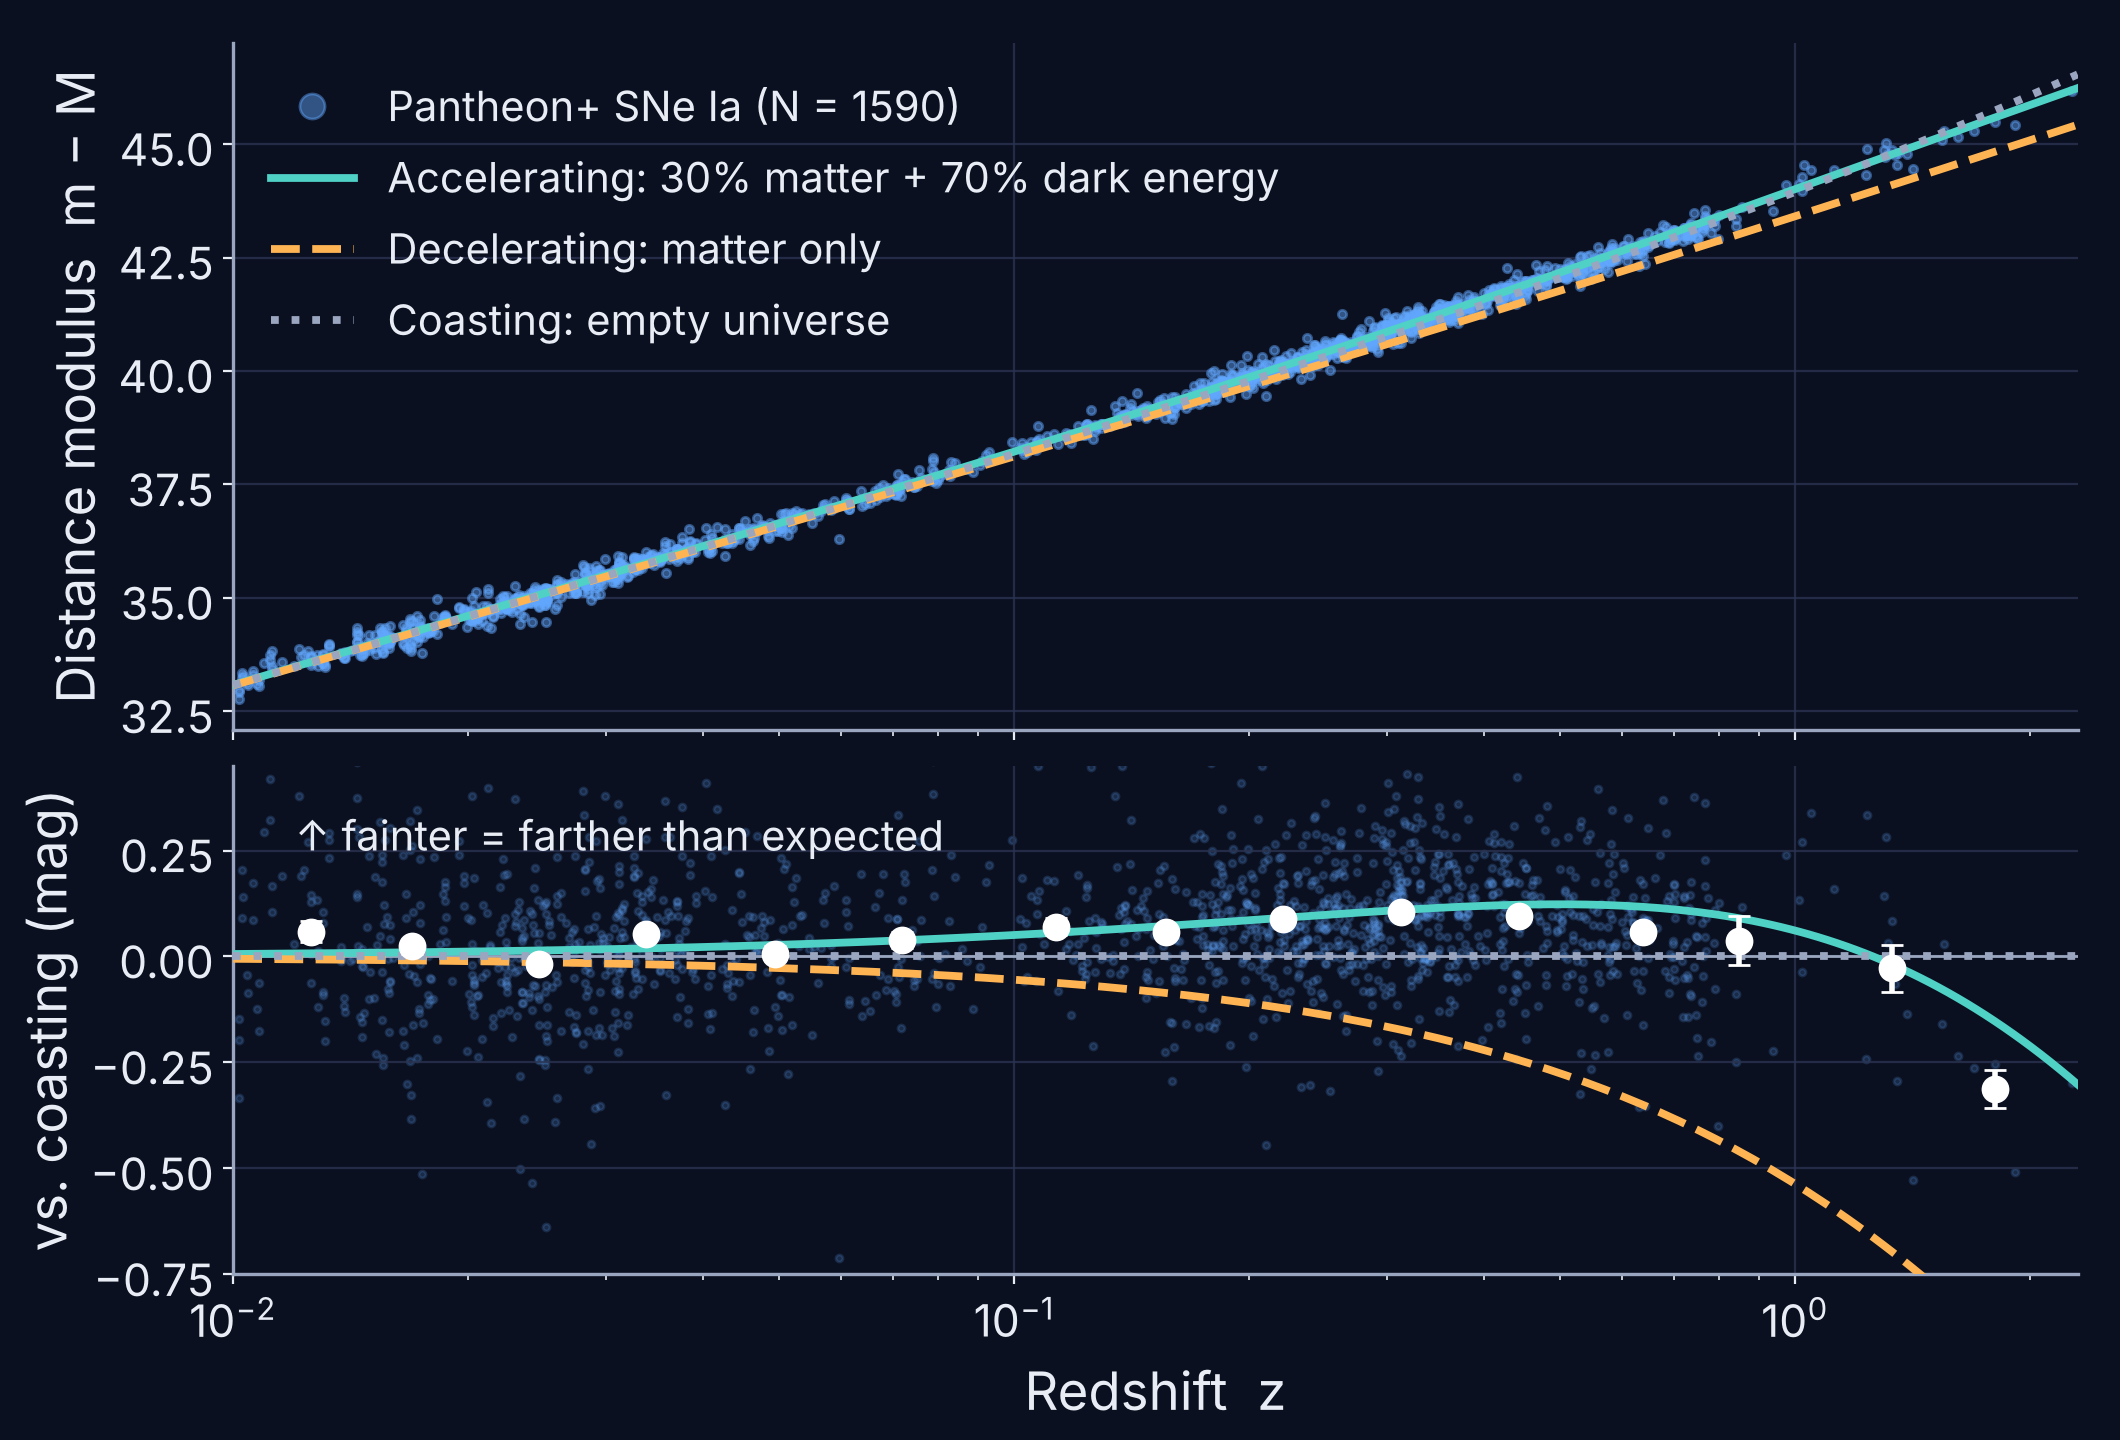 Distance modulus m − M
45.0
42.5
40.0
37.5
35.0
32.5
Pantheon+ SNe Ia (N = 1590)
Accelerating: 30% matter + 70% dark energy
Decelerating: matter only
Coasting: empty universe
vs. coasting (mag)
0.25
0.00
−0.25
−0.50
−0.75
↑ fainter = farther than expected
10⁻² 10⁻¹ 10⁰
Redshift z